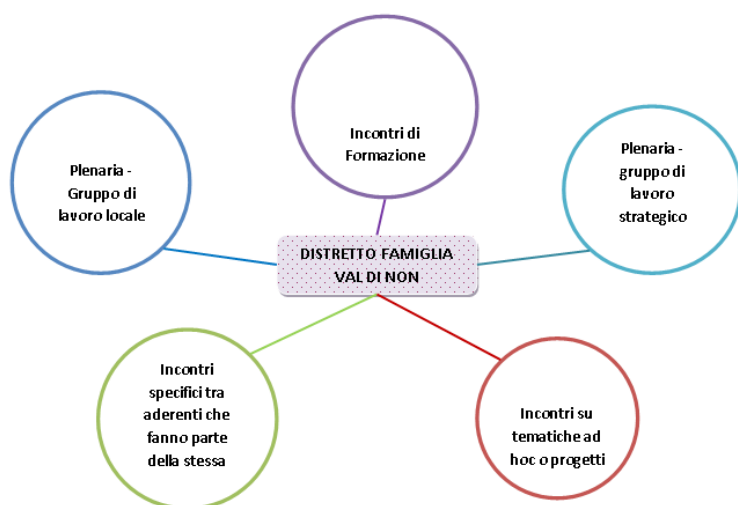 Incontri di
Formazione
Plenaria -
Gruppo di
lavoro locale
Plenaria -
gruppo di
lavoro
strategico
DISTRETTO FAMIGLIA
VAL DI NON
Incontri
specifici tra
aderenti che
fanno parte
della stessa
Incontri su
tematiche ad
hoc o progetti